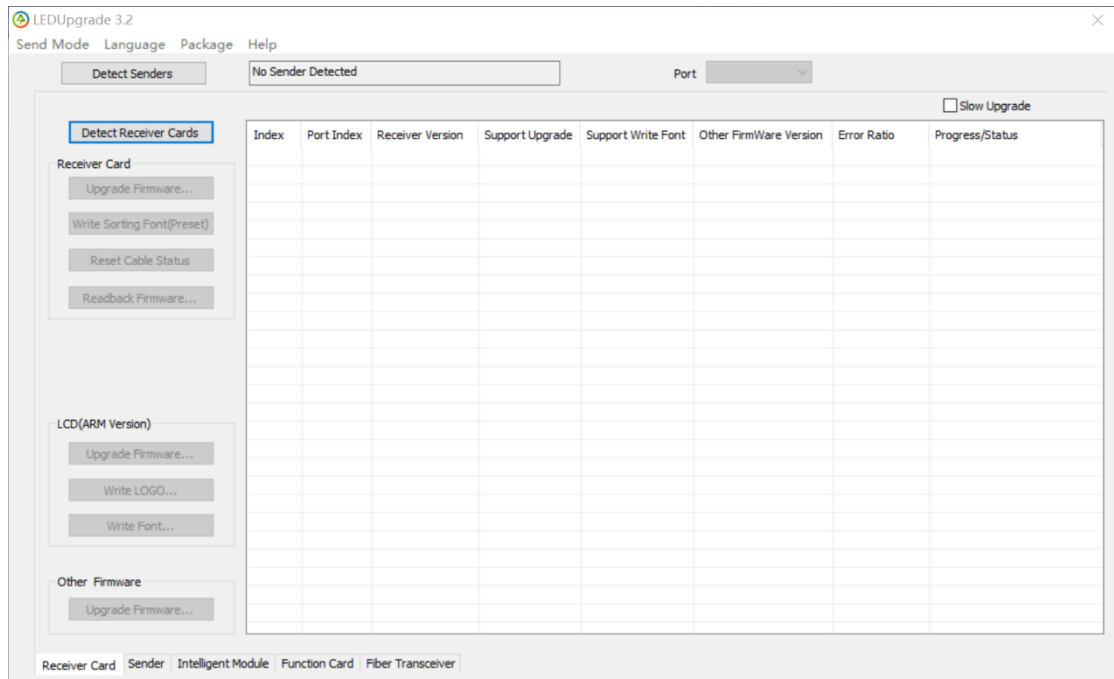 LEDUpgrade 3.2
Send Mode Language Package Help
Detect Senders No Sender Detected Port
Slow Upgrade
Detect Receiver Cards
Index Port Index Receiver Version Support Upgrade Support Write Font Other FirmWare Version Error Ratio Progress/Status
Receiver Card
Upgrade Firmware...
Write Sorting Font(Preset)
Reset Cable Status
Readback Firmware...
LCD(ARM Version)
Upgrade Firmware...
Write LOGO...
Write Font...
Other Firmware
Upgrade Firmware...
Receiver Card Sender Intelligent Module Function Card Fiber Transceiver